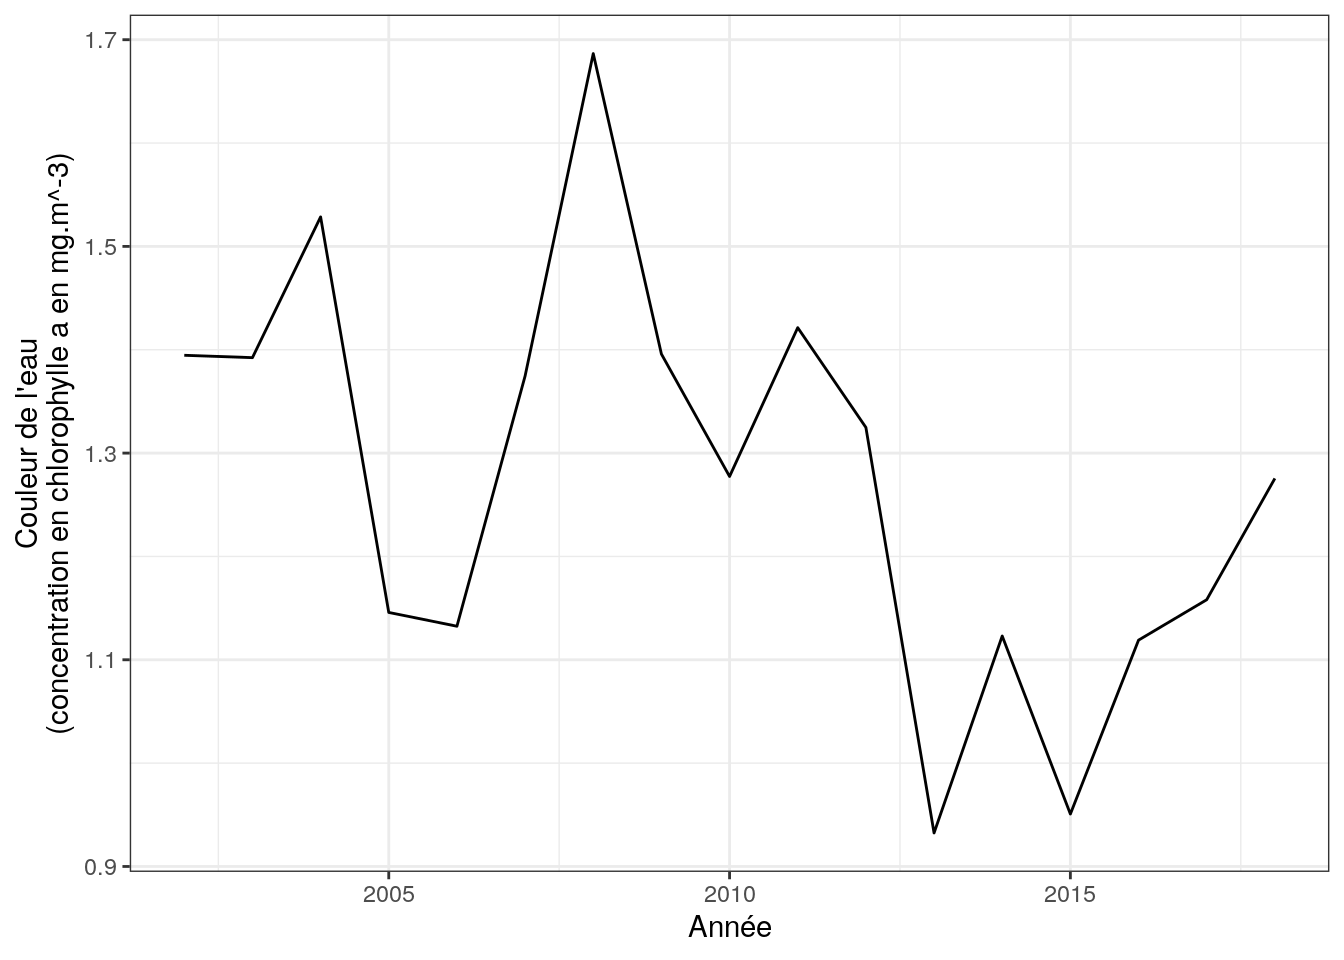 Couleur de l'eau
(concentration en chlorophylle a en mg.m^-3)
1.7
1.5
1.3
1.1
0.9
2005 2010 2015
Année